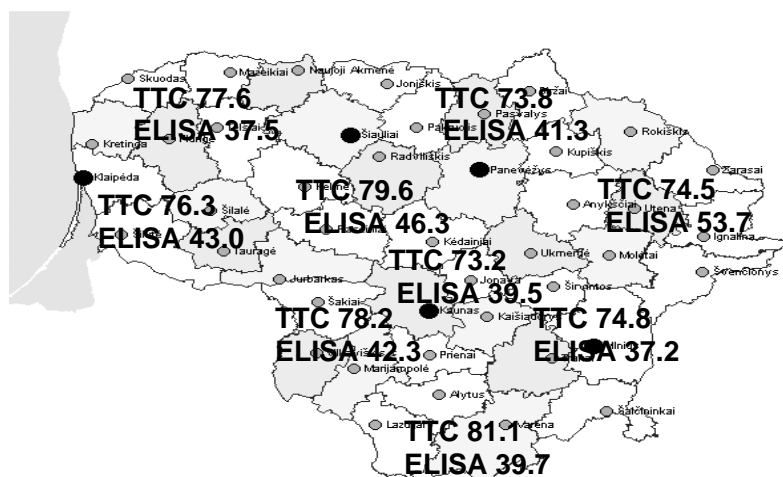 Skuodas
Mažeikiai
Naujoji Akmenė
Joniškis
TTC 77.6
ELISA 37.5
TTC 73.8
ELISA 41.3
Pasvalys
Rokiškis
Kretinga
Šiauliai
Kupiškis
Radviliškis
Panevėžys
Zarasai
Klaipėda
TTC 76.3
ELISA 43.0
Šilalė
TTC 79.6
ELISA 46.3
Anykščiai
Utena
TTC 74.5
ELISA 53.7
Ignalina
Tauragė
Kėdainiai
Ukmergė
Molėtai
Švenčionys
Jurbarkas
TTC 73.2
ELISA 39.5
Jonava
Širvintos
Šakiai
Kaunas
Kaišiadorys
TTC 78.2
ELISA 42.3
TTC 74.8
ELISA 37.2
Prienai
Marijampolė
Alytus
Šalčininkai
Varėna
TTC 81.1
ELISA 39.7